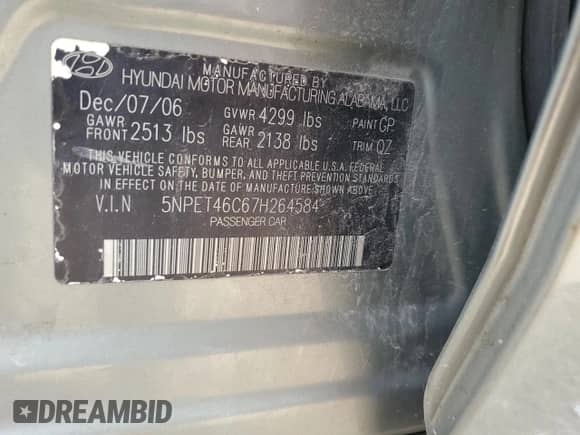 MANUFACTURED BY
HYUNDAI MOTOR MANUFACTURING ALABAMA, LLC
Dec/07/06 GVWR 4299 lbs PAINT GP
GAWR FRONT 2513 lbs GAWR REAR 2138 lbs TRIM QZ
THIS VEHICLE CONFORMS TO ALL APPLICABLE U.S.A. FEDERAL
MOTOR VEHICLE SAFETY, BUMPER, AND THEFT PREVENTION STANDARDS
IN EFFECT ON THE DATE OF MANUFACTURE SHOWN ABOVE.
V.I.N 5NPET46C67H264584
PASSENGER CAR
DREAMBID